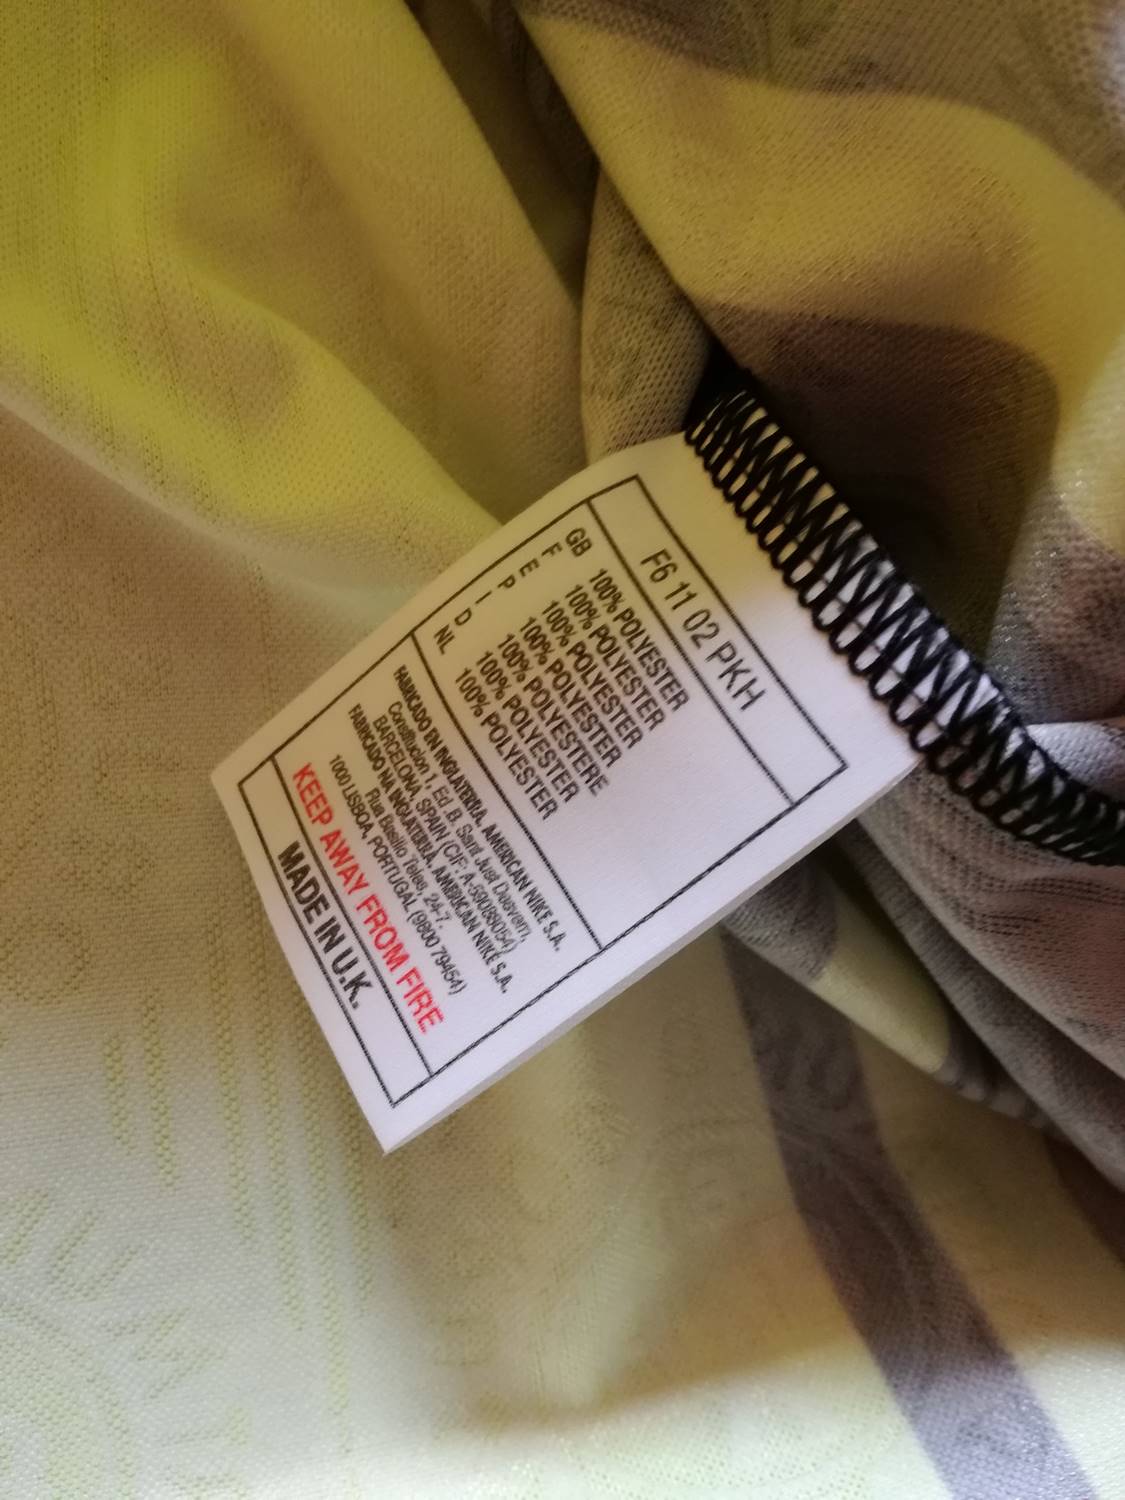 F6 11 02 PKH
GB 100% POLYESTER
F 100% POLYESTER
E 100% POLYESTER
P 100% POLYESTER
I 100% POLYESTERE
D 100% POLYESTER
NL 100% POLYESTER
FABRICADO EN INGLATERRA. AMERICAN NIKE S.A.
Constitucion 1, Ed .B. Sant Just Desvern,
BARCELONA, SPAIN (CIF: A-59089054)
FABRICADO NA INGLATERRA. AMERICAN NIKE S.A.
Rua Basilio Teles, 24-7.
1000 LISBOA, PORTUGAL (9800 79454)
KEEP AWAY FROM FIRE
MADE IN U.K.